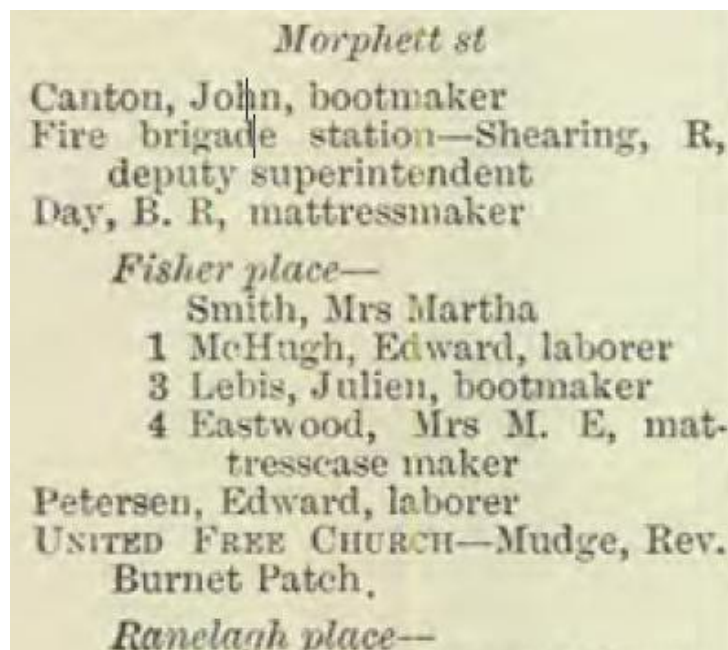 Morphett st
Canton, John, bootmaker
Fire brigade station—Shearing, R,
deputy superintendent
Day, B. R, mattressmaker
Fisher place—
Smith, Mrs Martha
1 McHugh, Edward, laborer
3 Lebis, Julien, bootmaker
4 Eastwood, Mrs M. E, mat-
tresscase maker
Petersen, Edward, laborer
UNITED FREE CHURCH—Mudge, Rev.
Burnet Patch.
Ranelagh place—